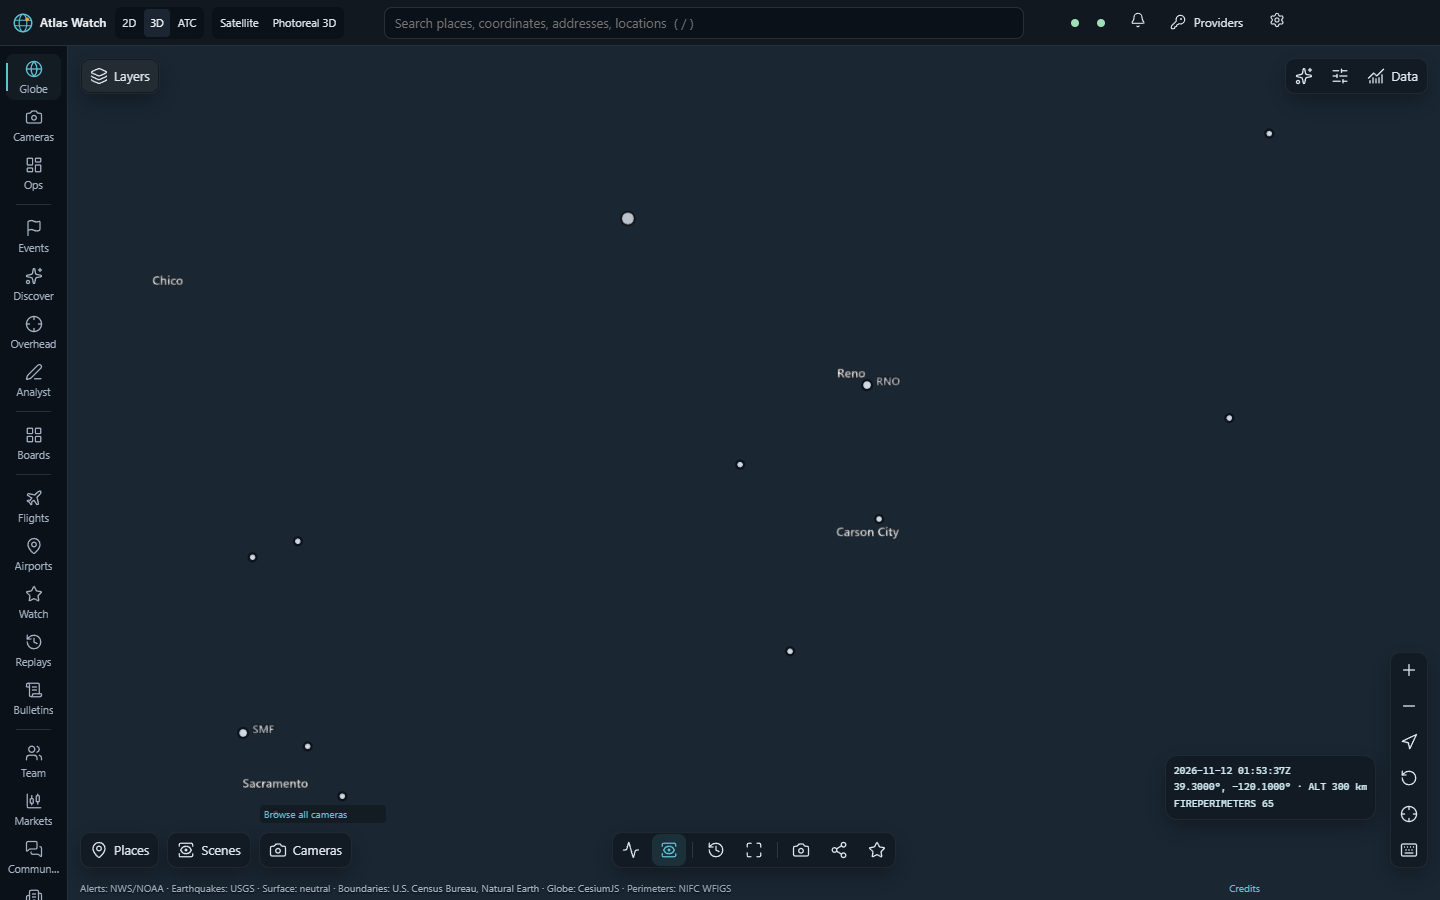 Atlas Watch
2D
3D
ATC
Satellite
Photoreal 3D
Search places, coordinates, addresses, locations ( / )
Providers
Globe
Cameras
Ops
Events
Discover
Overhead
Analyst
Boards
Flights
Airports
Watch
Replays
Bulletins
Team
Markets
Commun...
Layers
Data
Chico
Reno
RNO
Carson City
SMF
Sacramento
Browse all cameras
2026-11-12 01:53:37Z
39.3000°, -120.1000° · ALT 300 km
FIREPERIMETERS 65
Places
Scenes
Cameras
Alerts: NWS/NOAA · Earthquakes: USGS · Surface: neutral · Boundaries: U.S. Census Bureau, Natural Earth · Globe: CesiumJS · Perimeters: NIFC WFIGS
Credits